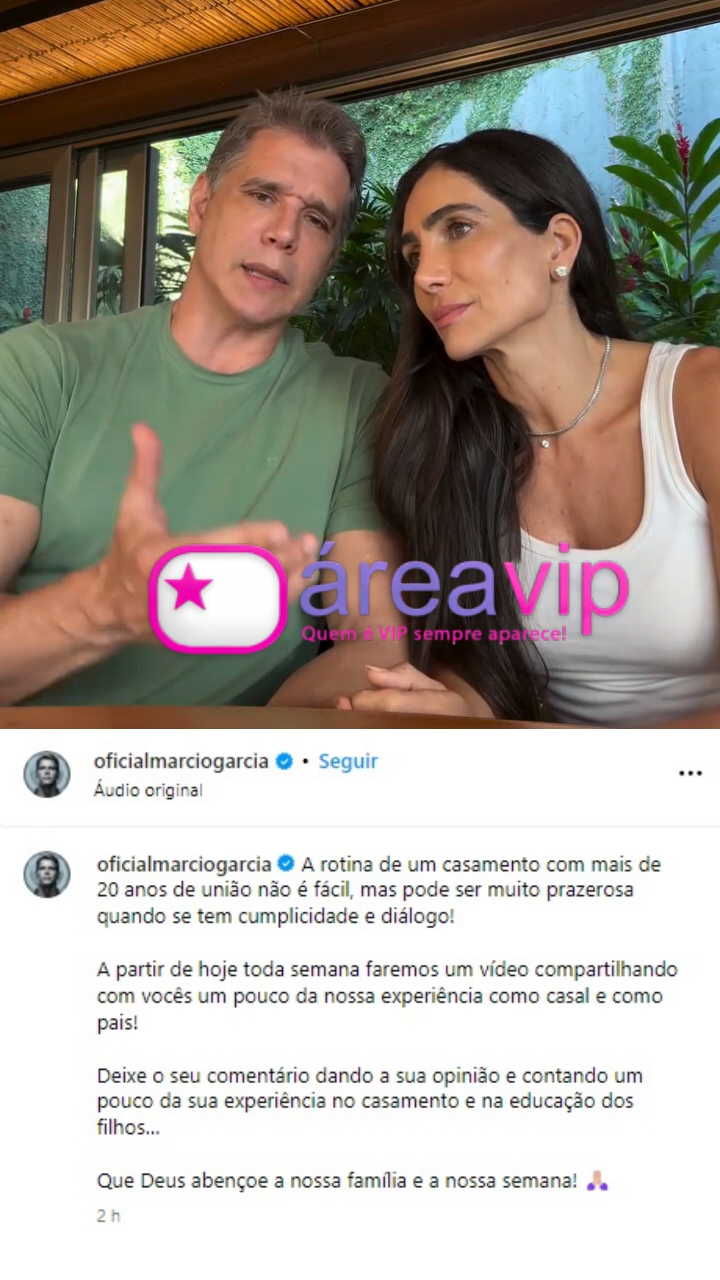 áreavip
Quem é VIP sempre aparece!
oficialmarciogarcia • Seguir
Áudio original
oficialmarciogarcia A rotina de um casamento com mais de
20 anos de união não é fácil, mas pode ser muito prazerosa
quando se tem cumplicidade e diálogo!
A partir de hoje toda semana faremos um vídeo compartilhando
com vocês um pouco da nossa experiência como casal e como
pais!
Deixe o seu comentário dando a sua opinião e contando um
pouco da sua experiência no casamento e na educação dos
filhos...
Que Deus abençoe a nossa família e a nossa semana! 🙏🏼
2 h